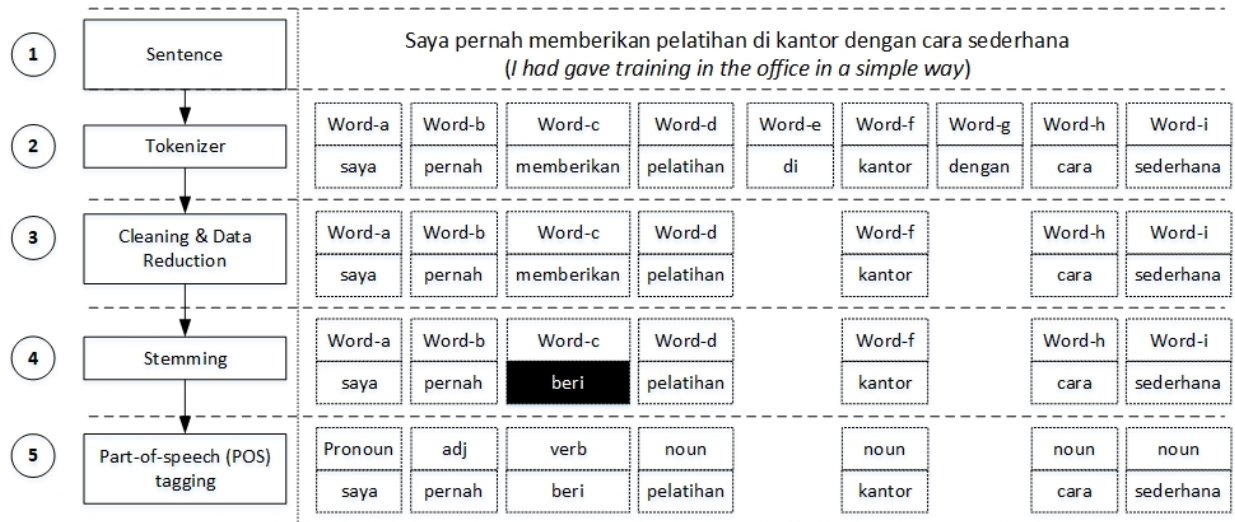 1
Sentence
Saya pernah memberikan pelatihan di kantor dengan cara sederhana
(I had gave training in the office in a simple way)
2
Tokenizer
Word-a Word-b Word-c Word-d Word-e Word-f Word-g Word-h Word-i
saya pernah memberikan pelatihan di kantor dengan cara sederhana
3
Cleaning & Data
Reduction
Word-a Word-b Word-c Word-d Word-f Word-h Word-i
saya pernah memberikan pelatihan kantor cara sederhana
4
Stemming
Word-a Word-b Word-c Word-d Word-f Word-h Word-i
saya pernah beri pelatihan kantor cara sederhana
5
Part-of-speech (POS)
tagging
Pronoun adj verb noun noun noun noun
saya pernah beri pelatihan kantor cara sederhana